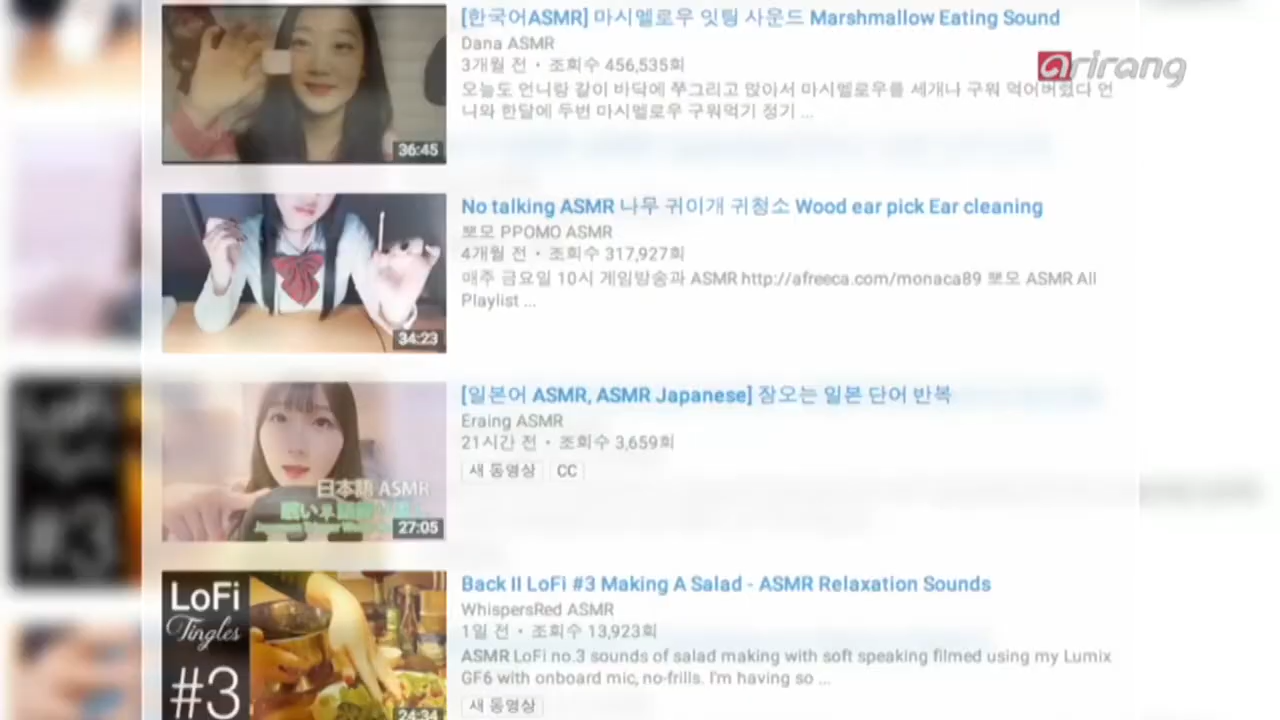 [한국어ASMR] 마시멜로우 잇팅 사운드 Marshmallow Eating Sound
Dana ASMR
3개월 전 • 조회수 456,535회
오늘도 언니랑 같이 바닥에 쭈그리고 앉아서 마시멜로우를 세개나 구워 먹어버렸다 언
니와 한달에 두번 마시멜로우 구워먹기 정기 ...
36:45
arirang
No talking ASMR 나무 귀이개 귀청소 Wood ear pick Ear cleaning
뽀모 PPOMO ASMR
4개월 전 • 조회수 317,927회
매주 금요일 10시 게임방송과 ASMR http://afreeca.com/monaca89 뽀모 ASMR All
Playlist ...
34:23
[일본어 ASMR, ASMR Japanese] 잠오는 일본 단어 반복
Eraing ASMR
21시간 전 • 조회수 3,659회
새 동영상 CC
日本語 ASMR
27:05
Back II LoFi #3 Making A Salad - ASMR Relaxation Sounds
WhispersRed ASMR
1일 전 • 조회수 13,923회
ASMR LoFi no.3 sounds of salad making with soft speaking filmed using my Lumix
GF6 with onboard mic, no-frills. I'm having so ...
새 동영상
LoFi
Tingles
#3
24:34